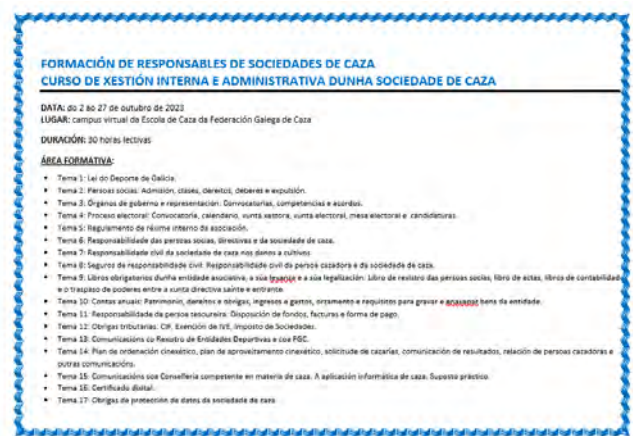 FORMACIÓN DE RESPONSABLES DE SOCIEDADES DE CAZA
CURSO DE XESTIÓN INTERNA E ADMINISTRATIVA DUNHA SOCIEDADE DE CAZA
DATA: do 2 ao 27 de outubro de 2023
LUGAR: campus virtual da Escola de Caza da Federación Galega de Caza
DURACIÓN: 30 horas lectivas
ÁREA FORMATIVA:
• Tema 1: Lei do Deporte de Galicia.
• Tema 2: Persoas socias: Admisión, clases, dereitos, deberes e expulsión.
• Tema 3: Órganos de goberno e representación: Convocatorias, competencias e acordos.
• Tema 4: Proceso electoral: Convocatoria, calendario, xunta xestora, xunta electoral, mesa electoral e candidaturas.
• Tema 5: Regulamento de réxime interno da asociación.
• Tema 6: Responsabilidade das persoas socias, directivas e da sociedade de caza.
• Tema 7: Responsabilidade civil da sociedade de caza nos danos a cultivos
• Tema 8: Seguros de responsabilidade civil: Responsabilidade civil da persoa cazadora e da sociedade de caza.
• Tema 9: Libros obrigatorios dunha entidade asociativa, a súa levanza e a súa legalización: Libro de rexistro das persoas socias, libro de actas, libros de contabilidade
e o traspaso de poderes entre a xunta directiva saínte e entrante.
• Tema 10: Contas anuais: Patrimonio, dereitos e obrigas, ingresos e gastos, orzamento e requisitos para gravar e bens da entidade.
• Tema 11: Responsabilidade da persoa tesoureira. Disposición de fondos, facturas e forma de pago.
• Tema 12: Obrigas tributarias: CIF, Exención de IVE, Imposto de Sociedades.
• Tema 13: Comunicacións co Rexistro de Entidades Deportivas e coa FGC.
• Tema 14: Plan de ordenación cinexético, plan de aproveitamento cinexético, solicitude de cazarías, comunicación de resultados, relación de persoas cazadoras e
outras comunicacións.
• Tema 15: Comunicacións coa Consellería competente en materia de caza. A aplicación informática de caza. Suposto práctico.
• Tema 16: Certificado dixital.
• Tema 17: Obrigas de protección de datos da sociedade de caza